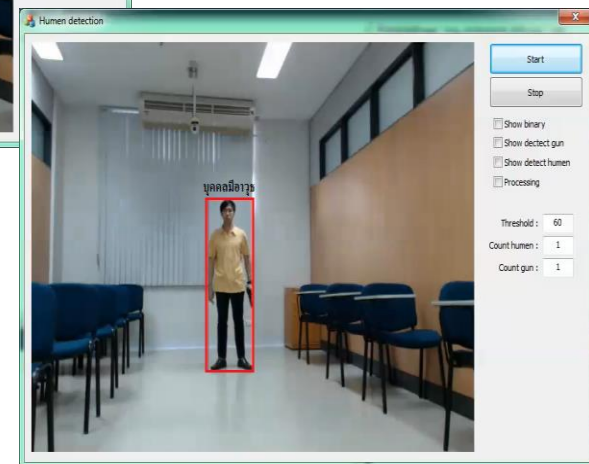 Humen detection
บุคคลมีอาวุธ
Start
Stop
Show binary
Show dectect gun
Show detect humen
Processing
Threshold : 60
Count humen : 1
Count gun : 1